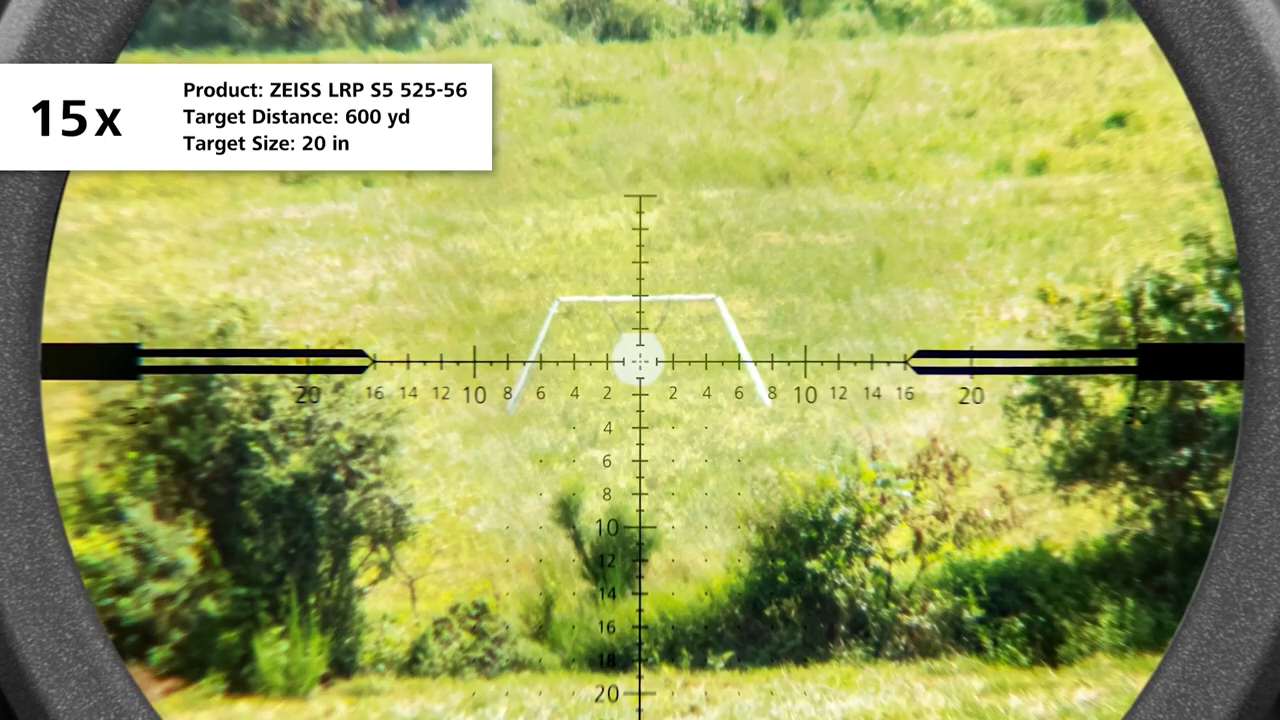 15x
Product: ZEISS LRP S5 525-56
Target Distance: 600 yd
Target Size: 20 in
20 16 14 12 10 8 6 4 2 2 4 6 8 10 12 14 16 20
30 30
4
6
8
10
12
14
16
18
20